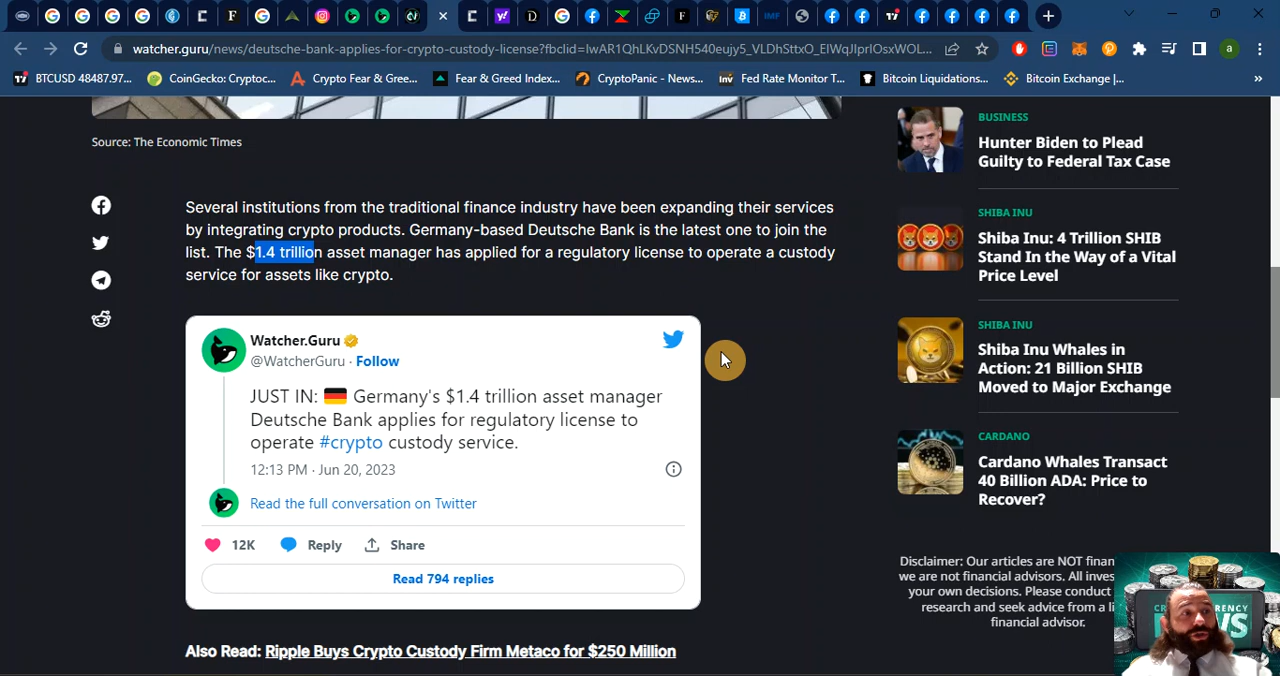 watcher.guru/news/deutsche-bank-applies-for-crypto-custody-license?fbclid=IwAR1QhLKvDSNH540eujy5_VLDhSttxO_EIWqJIprIOsxWOL...
BTCUSD 48487.97...
CoinGecko: Cryptoc...
Crypto Fear & Gree...
Fear & Greed Index...
CryptoPanic - News...
Fed Rate Monitor T...
Bitcoin Liquidations...
Bitcoin Exchange |...
Source: The Economic Times
Several institutions from the traditional finance industry have been expanding their services
by integrating crypto products. Germany-based Deutsche Bank is the latest one to join the
list. The $1.4 trillion asset manager has applied for a regulatory license to operate a custody
service for assets like crypto.
Watcher.Guru
@WatcherGuru · Follow
JUST IN: Germany's $1.4 trillion asset manager
Deutsche Bank applies for regulatory license to
operate #crypto custody service.
12:13 PM · Jun 20, 2023
Read the full conversation on Twitter
12K
Reply
Share
Read 794 replies
Also Read: Ripple Buys Crypto Custody Firm Metaco for $250 Million
BUSINESS
Hunter Biden to Plead
Guilty to Federal Tax Case
SHIBA INU
Shiba Inu: 4 Trillion SHIB
Stand In the Way of a Vital
Price Level
SHIBA INU
Shiba Inu Whales in
Action: 21 Billion SHIB
Moved to Major Exchange
CARDANO
Cardano Whales Transact
40 Billion ADA: Price to
Recover?
Disclaimer: Our articles are NOT finan
we are not financial advisors. All inves
your own decisions. Please conduct
research and seek advice from a li
financial advisor.